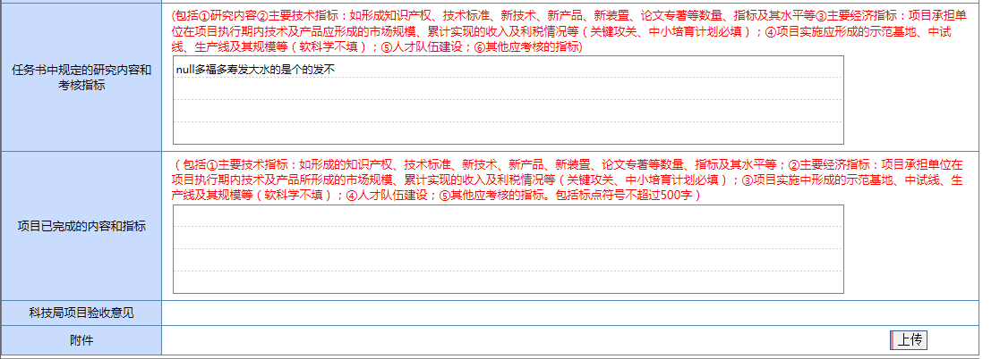 任务书中规定的研究内容和
考核指标
(包括①研究内容②主要技术指标：如形成知识产权、技术标准、新技术、新产品、新装置、论文专著等数量、指标及其水平等③主要经济指标：项目承担单
位在项目执行期内技术及产品应形成的市场规模、累计实现的收入及利税情况等（关键攻关、中小培育计划必填）；④项目实施应形成的示范基地、中试
线、生产线及其规模等（软科学不填）；⑤人才队伍建设；⑥其他应考核的指标)
null多福多寿发大水的是个的发不
项目已完成的内容和指标
（包括①主要技术指标：如形成的知识产权、技术标准、新技术、新产品、新装置、论文专著等数量、指标及其水平等；②主要经济指标：项目承担单位在
项目执行期内技术及产品所形成的市场规模、累计实现的收入及利税情况等（关键攻关、中小培育计划必填）；③项目实施中形成的示范基地、中试线、生
产线及其规模等（软科学不填）；④人才队伍建设；⑤其他应考核的指标。包括标点符号不超过500字）
科技局项目验收意见
附件
上传